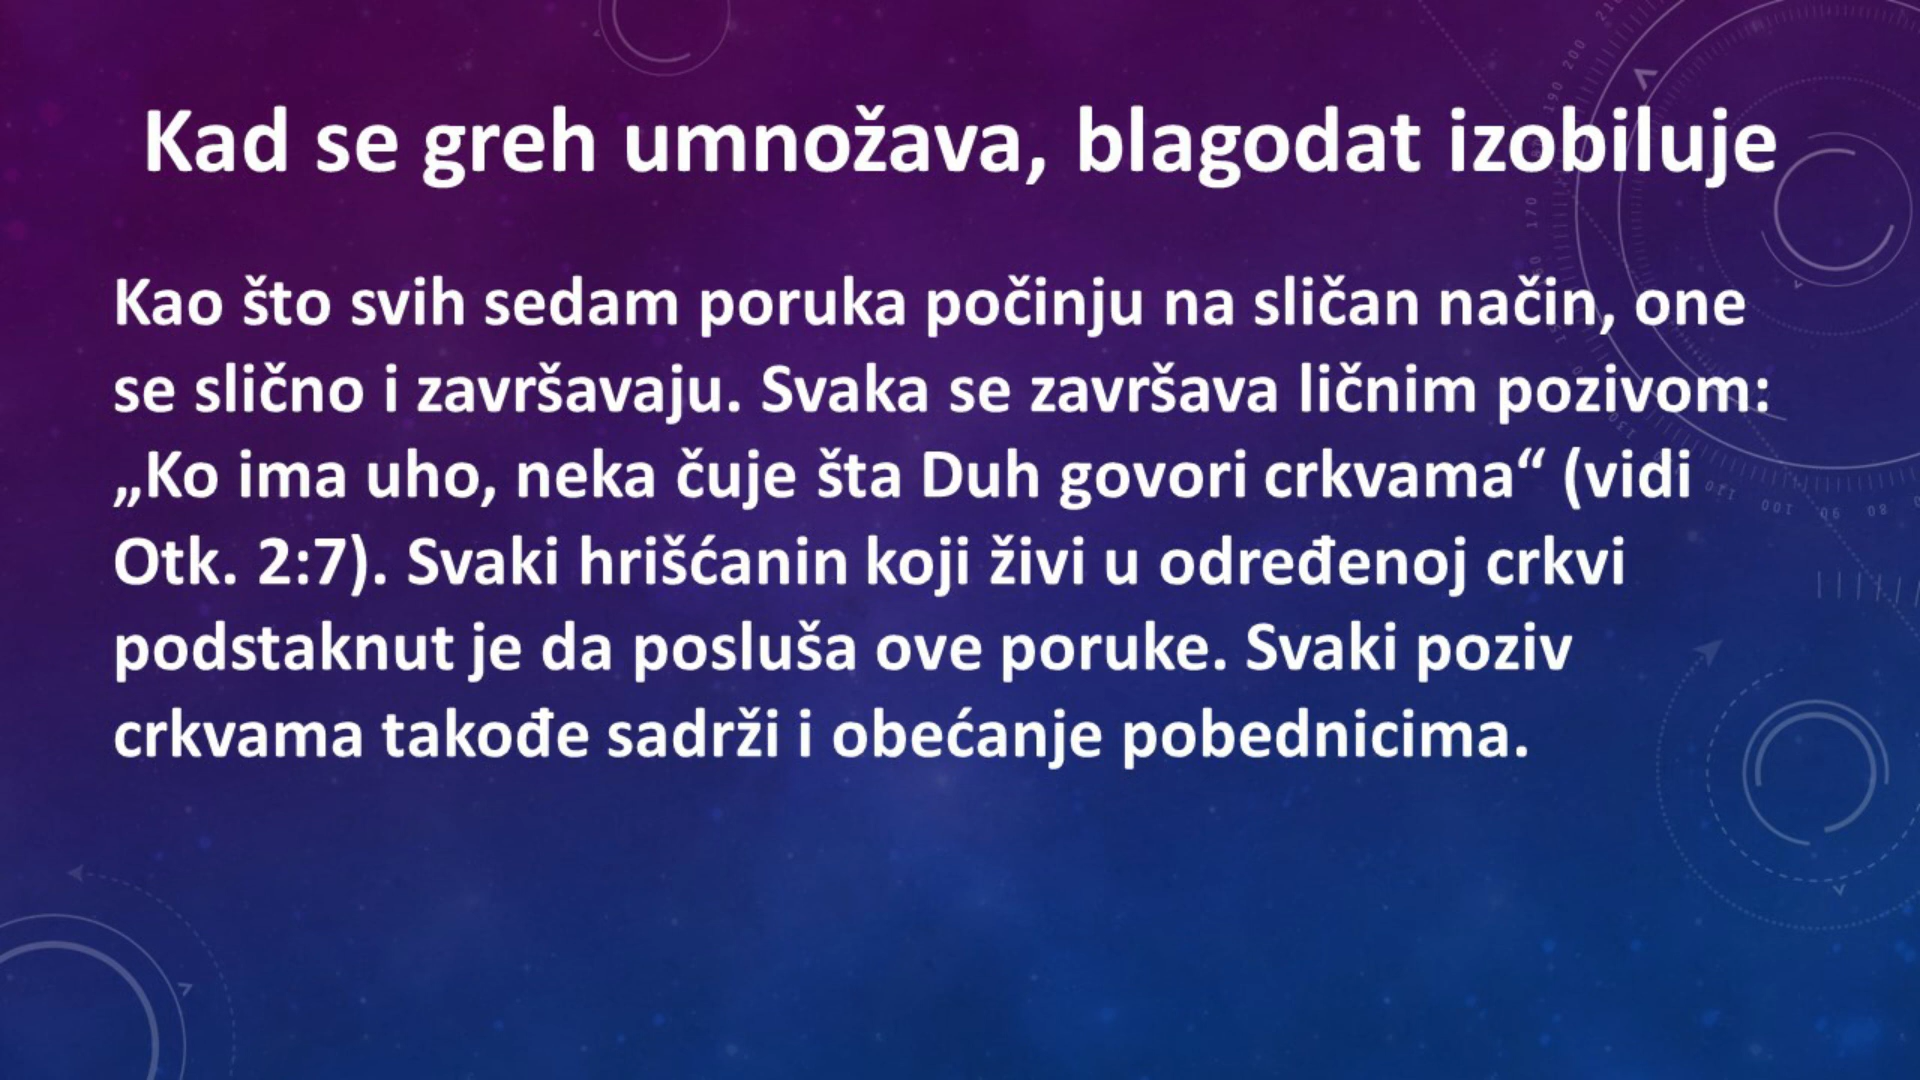 Kad se greh umnožava, blagodat izobiluje
Kao što svih sedam poruka počinju na sličan način, one
se slično i završavaju. Svaka se završava ličnim pozivom:
„Ko ima uho, neka čuje šta Duh govori crkvama“ (vidi
Otk. 2:7). Svaki hrišćanin koji živi u određenoj crkvi
podstaknut je da posluša ove poruke. Svaki poziv
crkvama takođe sadrži i obećanje pobednicima.